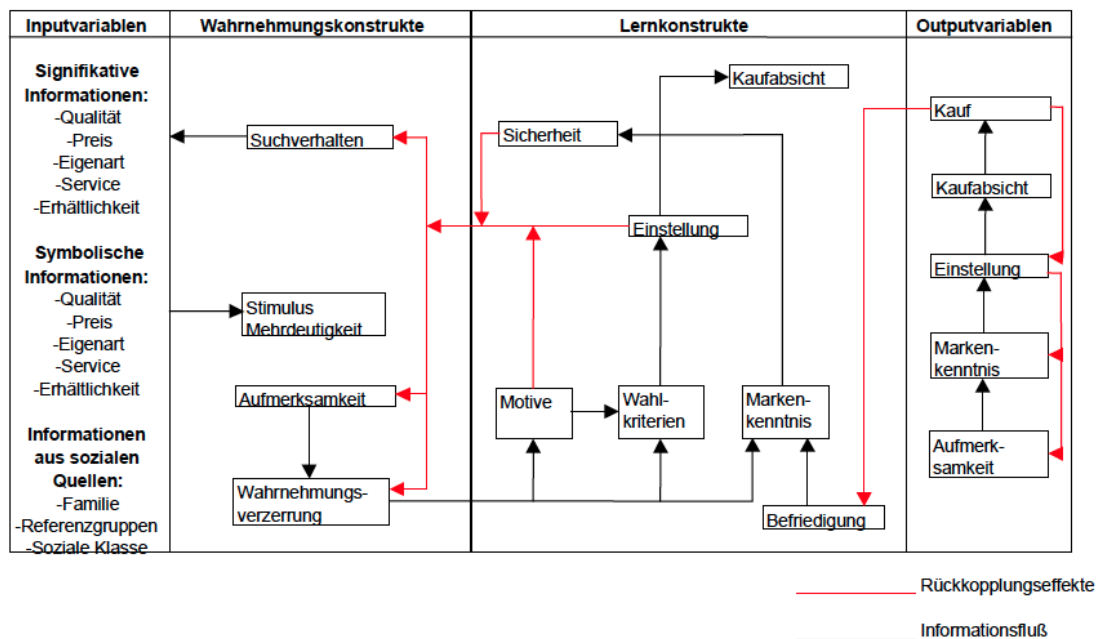 Inputvariablen
Wahrnehmungskonstrukte
Lernkonstrukte
Outputvariablen
Signifikative
Informationen:
-Qualität
-Preis
-Eigenart
-Service
-Erhältlichkeit
Symbolische
Informationen:
-Qualität
-Preis
-Eigenart
-Service
-Erhältlichkeit
Informationen
aus sozialen
Quellen:
-Familie
-Referenzgruppen
-Soziale Klasse
Suchverhalten
Stimulus
Mehrdeutigkeit
Aufmerksamkeit
Wahrnehmungs-
verzerrung
Kaufabsicht
Sicherheit
Einstellung
Motive
Wahl-
kriterien
Marken-
kenntnis
Befriedigung
Kauf
Kaufabsicht
Einstellung
Marken-
kenntnis
Aufmerk-
samkeit
Rückkopplungseffekte
Informationsfluß